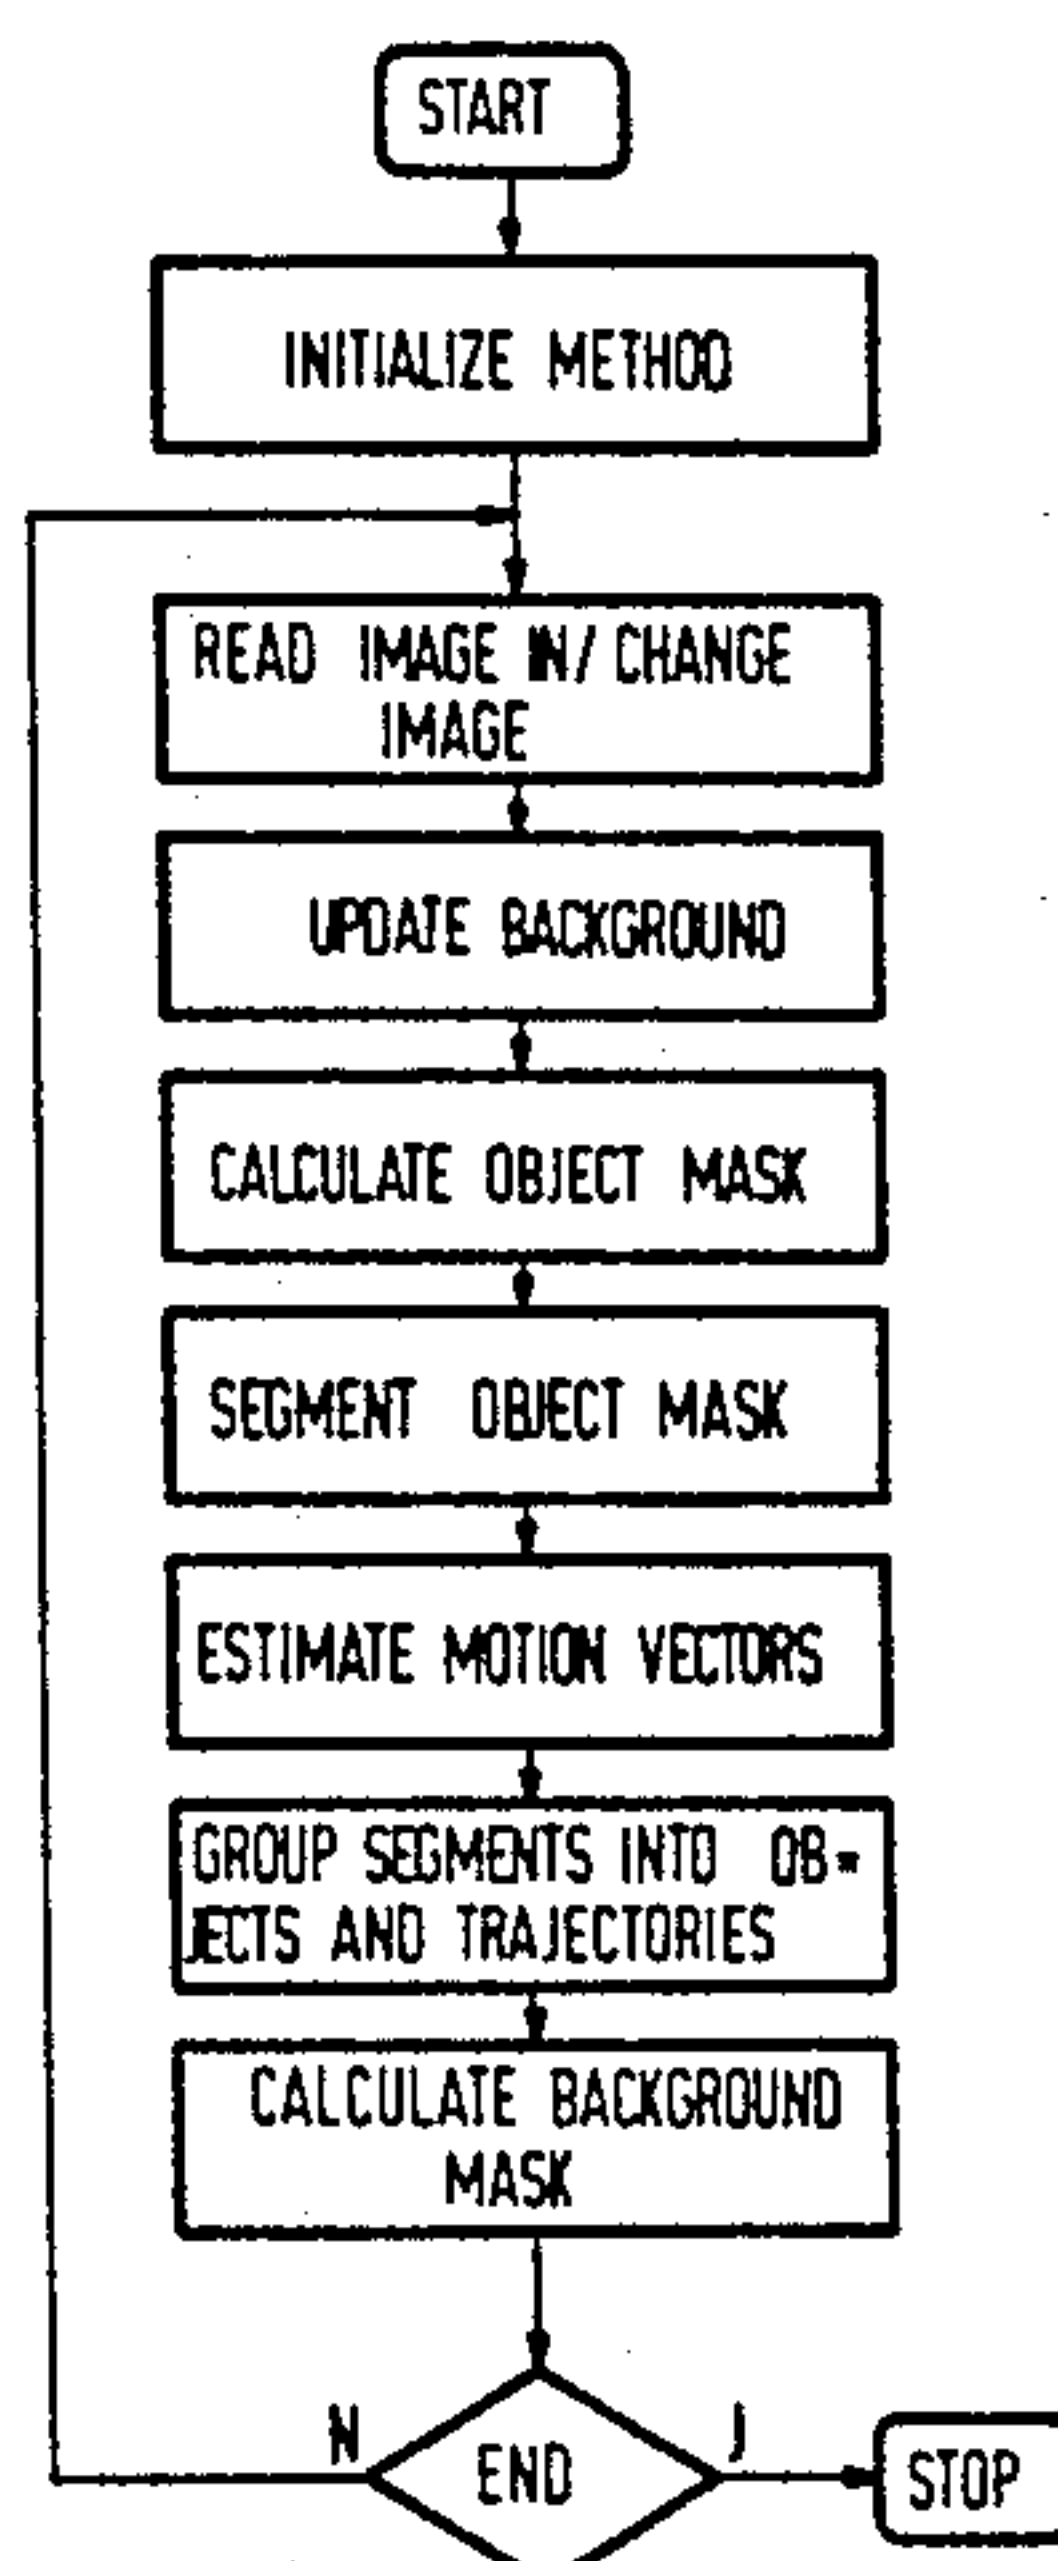 START
INITIALIZE METHOD
READ IMAGE IN/ CHANGE
IMAGE
UPDATE BACKGROUND
CALCULATE OBJECT MASK
SEGMENT OBJECT MASK
ESTIMATE MOTION VECTORS
GROUP SEGMENTS INTO OB=
JECTS AND TRAJECTORIES
CALCULATE BACKGROUND
MASK
N
J
END
STOP